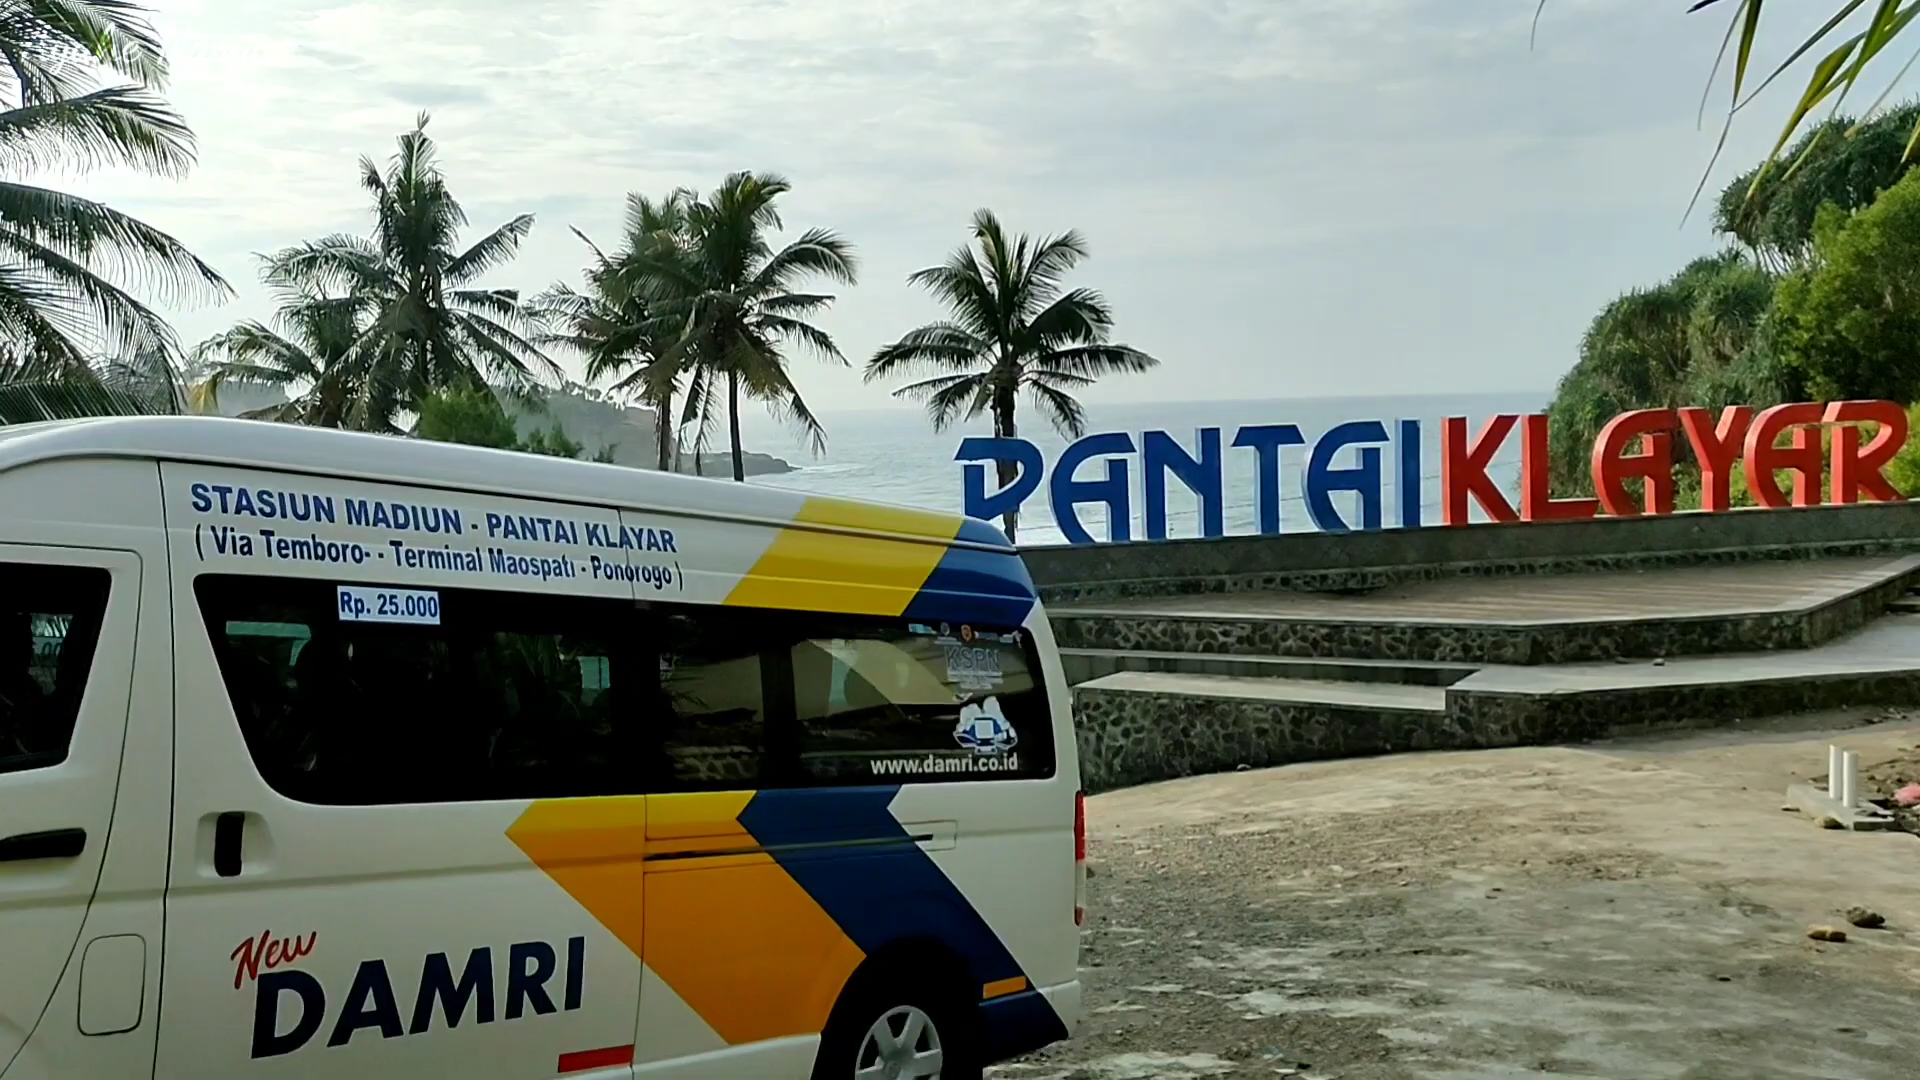 PANTAI KLAYAR
STASIUN MADIUN - PANTAI KLAYAR
( Via Temboro- - Terminal Maospati - Ponorogo )
Rp. 25.000
KSPN
www.damri.co.id
New
DAMRI